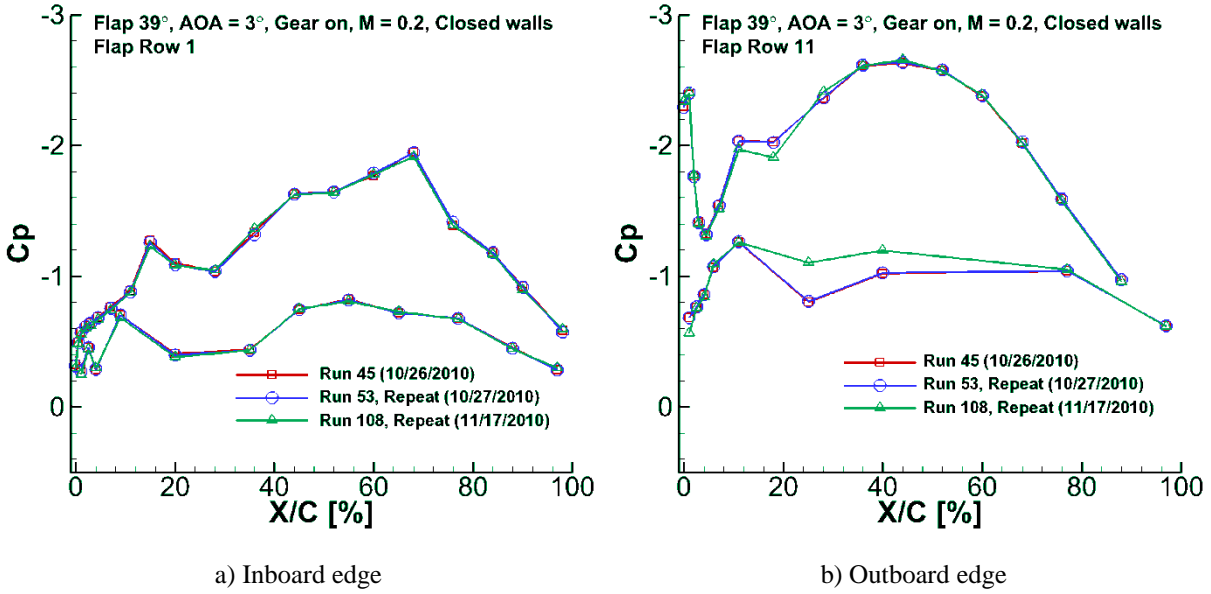 Flap 39°, AOA = 3°, Gear on, M = 0.2, Closed walls
Flap Row 1
-3
-2
-1
0
Cp
Run 45 (10/26/2010)
Run 53, Repeat (10/27/2010)
Run 108, Repeat (11/17/2010)
0 20 40 60 80 100
X/C [%]
a) Inboard edge
Flap 39°, AOA = 3°, Gear on, M = 0.2, Closed walls
Flap Row 11
-3
-2
-1
0
Cp
Run 45 (10/26/2010)
Run 53, Repeat (10/27/2010)
Run 108, Repeat (11/17/2010)
0 20 40 60 80 100
X/C [%]
b) Outboard edge